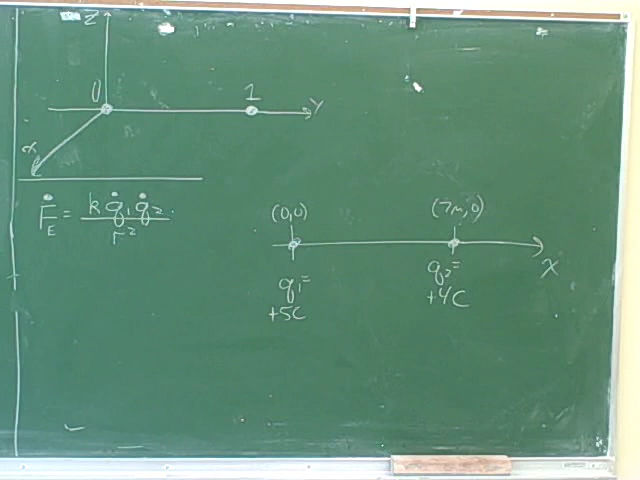 Z
0 1 Y
x
F_E = k q_1 q_2 / r^2
(0,0) (7m,0)
X
q_1= q_2=
+5C +4C